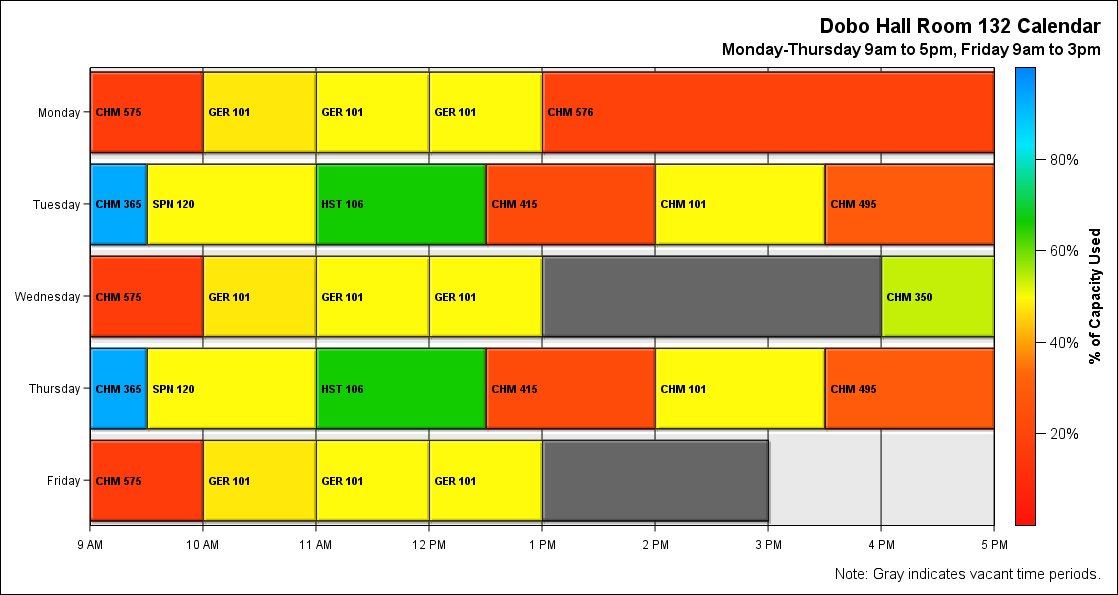 Dobo Hall Room 132 Calendar
Monday-Thursday 9am to 5pm, Friday 9am to 3pm
Monday CHM 575 GER 101 GER 101 GER 101 CHM 576
80%
Tuesday CHM 365 SPN 120 HST 106 CHM 415 CHM 101 CHM 495
60%
Wednesday CHM 575 GER 101 GER 101 GER 101 CHM 350
% of Capacity Used
40%
Thursday CHM 365 SPN 120 HST 106 CHM 415 CHM 101 CHM 495
20%
Friday CHM 575 GER 101 GER 101 GER 101
9 AM 10 AM 11 AM 12 PM 1 PM 2 PM 3 PM 4 PM 5 PM
Note: Gray indicates vacant time periods.